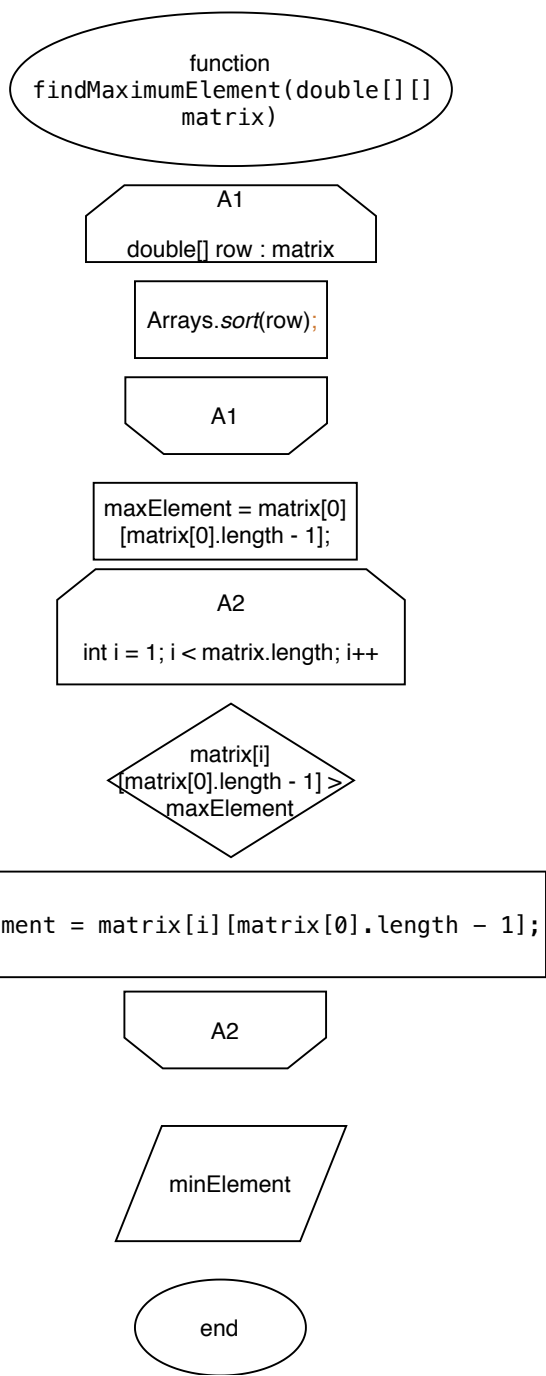 function
findMaximumElement(double[][]
matrix)
A1
double[] row : matrix
Arrays.sort(row);
A1
maxElement = matrix[0]
[matrix[0].length - 1];
A2
int i = 1; i < matrix.length; i++
matrix[i]
[matrix[0].length - 1] >
maxElement
ment = matrix[i][matrix[0].length – 1];
A2
minElement
end